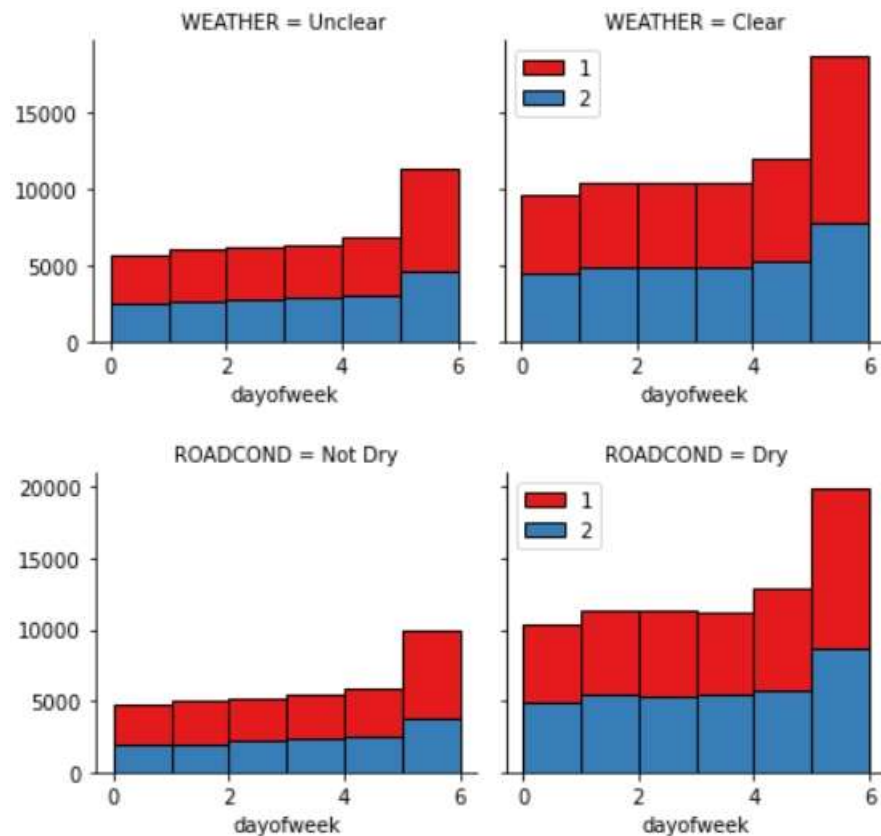 WEATHER = Unclear
WEATHER = Clear
1
2
15000
10000
5000
0
0 2 4 6
0 2 4 6
dayofweek
dayofweek
ROADCOND = Not Dry
ROADCOND = Dry
1
2
20000
15000
10000
5000
0
0 2 4 6
0 2 4 6
dayofweek
dayofweek